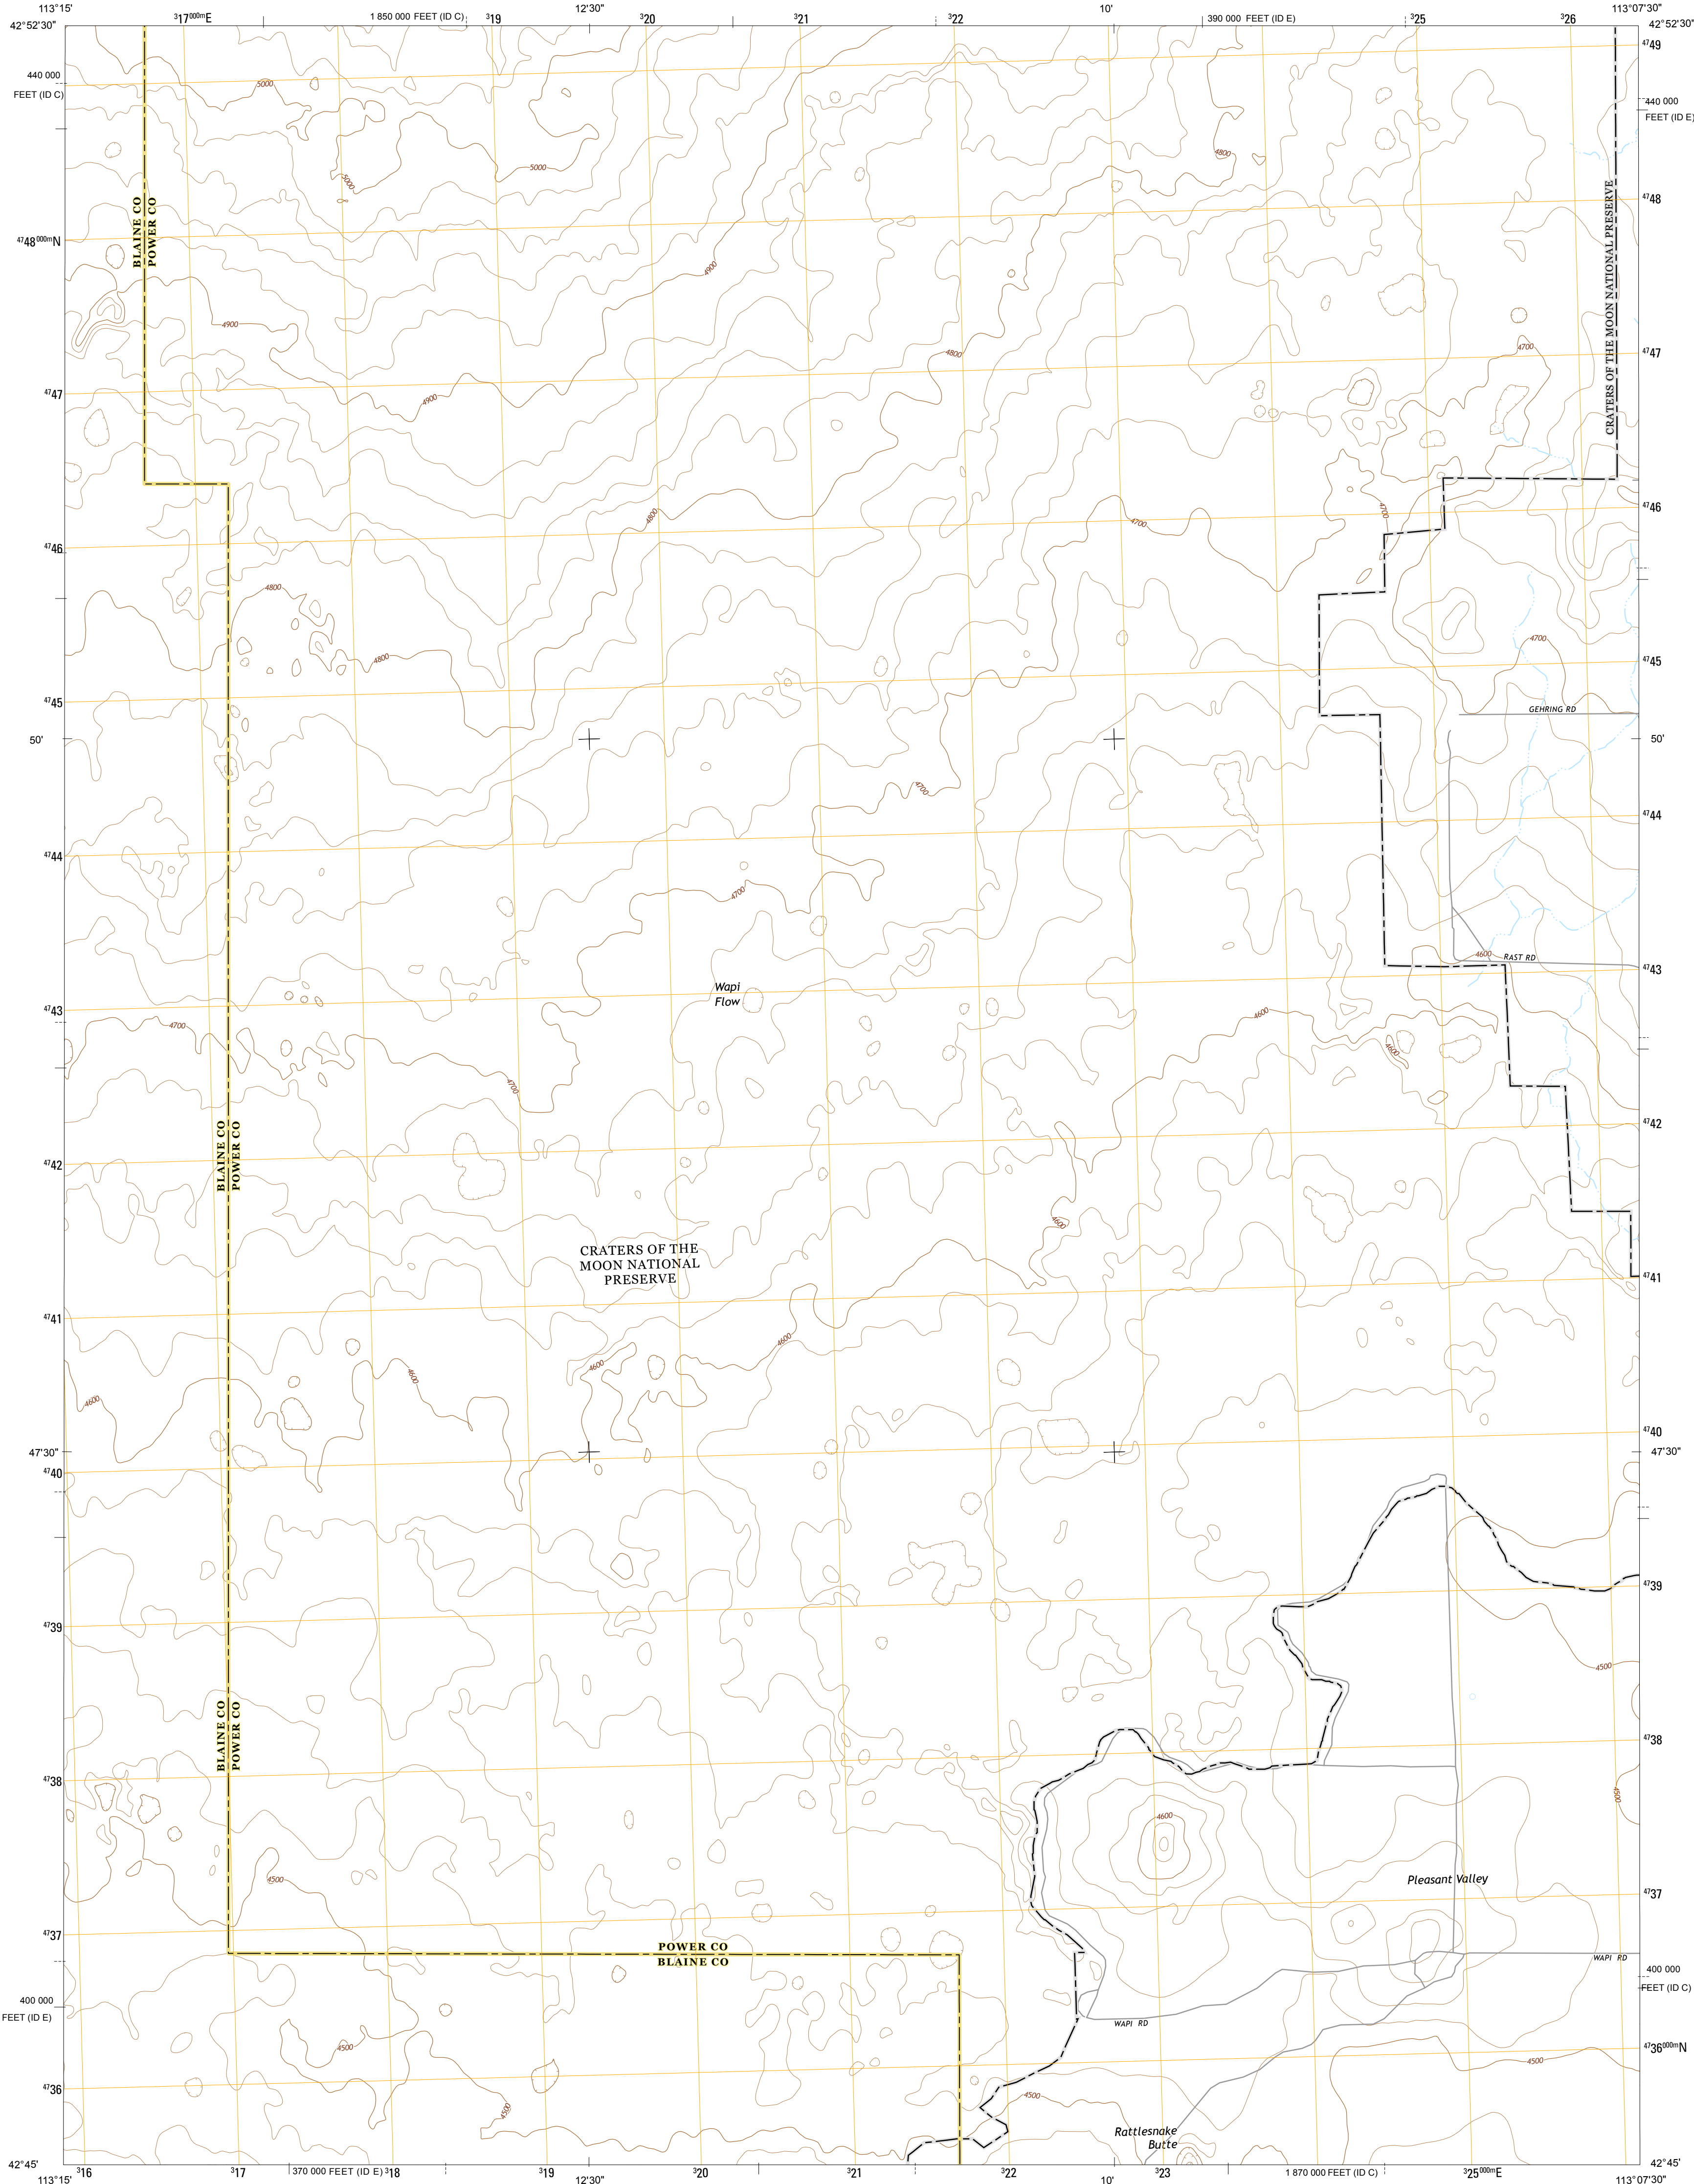 113°15'
³17⁰⁰⁰ᵐE
1 850 000 FEET (ID C)
³19
12'30"
³20
³21
³22
10'
390 000 FEET (ID E)
³25
³26
113°07'30"
42°52'30"
42°52'30"
⁴⁷49
440 000
FEET (ID C)
440 000
FEET (ID E)
5000
5000
5000
4800
BLAINE CO
POWER CO
CRATERS OF THE MOON NATIONAL PRESERVE
⁴⁷48
⁴⁷48⁰⁰⁰ᵐN
4900
4900
4800
4700
⁴⁷47
⁴⁷47
4900
4800
4700
4700
⁴⁷46
⁴⁷46
4800
4700
4800
⁴⁷45
⁴⁷45
GEHRING RD
50'
50'
4700
⁴⁷44
⁴⁷44
4700
4600
RAST RD
⁴⁷43
Wapi
Flow
⁴⁷43
4700
4600
4600
4700
BLAINE CO
POWER CO
⁴⁷42
⁴⁷42
4600
CRATERS OF THE
MOON NATIONAL
PRESERVE
⁴⁷41
⁴⁷41
4600
4600
4600
4600
⁴⁷40
47'30"
47'30"
⁴⁷40
⁴⁷39
⁴⁷39
4500
BLAINE CO
POWER CO
⁴⁷38
⁴⁷38
4500
4600
4500
Pleasant Valley
⁴⁷37
⁴⁷37
POWER CO
BLAINE CO
WAPI RD
400 000
FEET (ID C)
400 000
FEET (ID E)
WAPI RD
4500
⁴⁷36⁰⁰⁰ᵐN
4500
⁴⁷36
4500
4500
Rattlesnake
Butte
42°45'
42°45'
113°15'
³16
³17
370 000 FEET (ID E)
³18
³19
12'30"
³20
³21
³22
10'
³23
1 870 000 FEET (ID C)
³25⁰⁰⁰ᵐE
113°07'30"